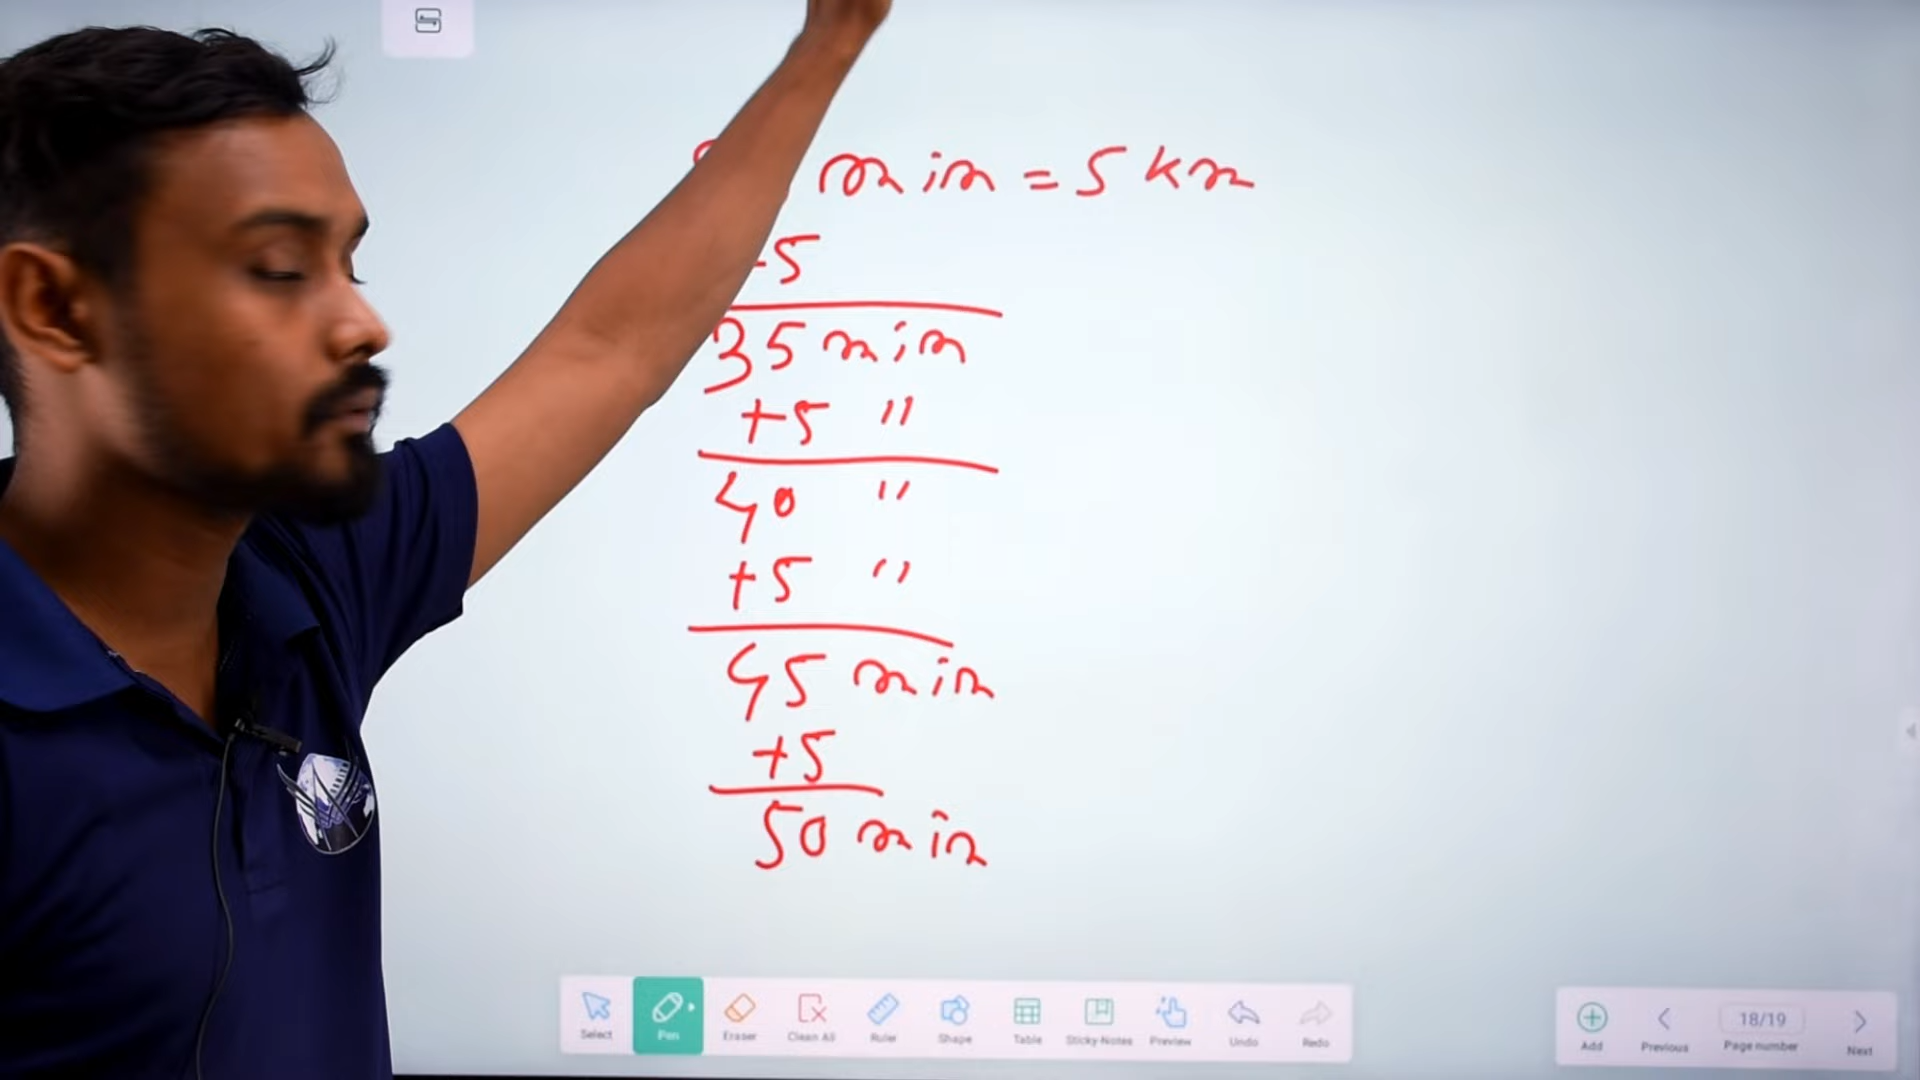 min = 5 km
5
35 min
+5 "
40 "
+5 "
45 min
+5
50 min
Select
Pen
Eraser
Clean All
Ruler
Shape
Table
Sticky-Notes
Preview
Undo
Redo
Add
Previous
18/19
Page number
Next